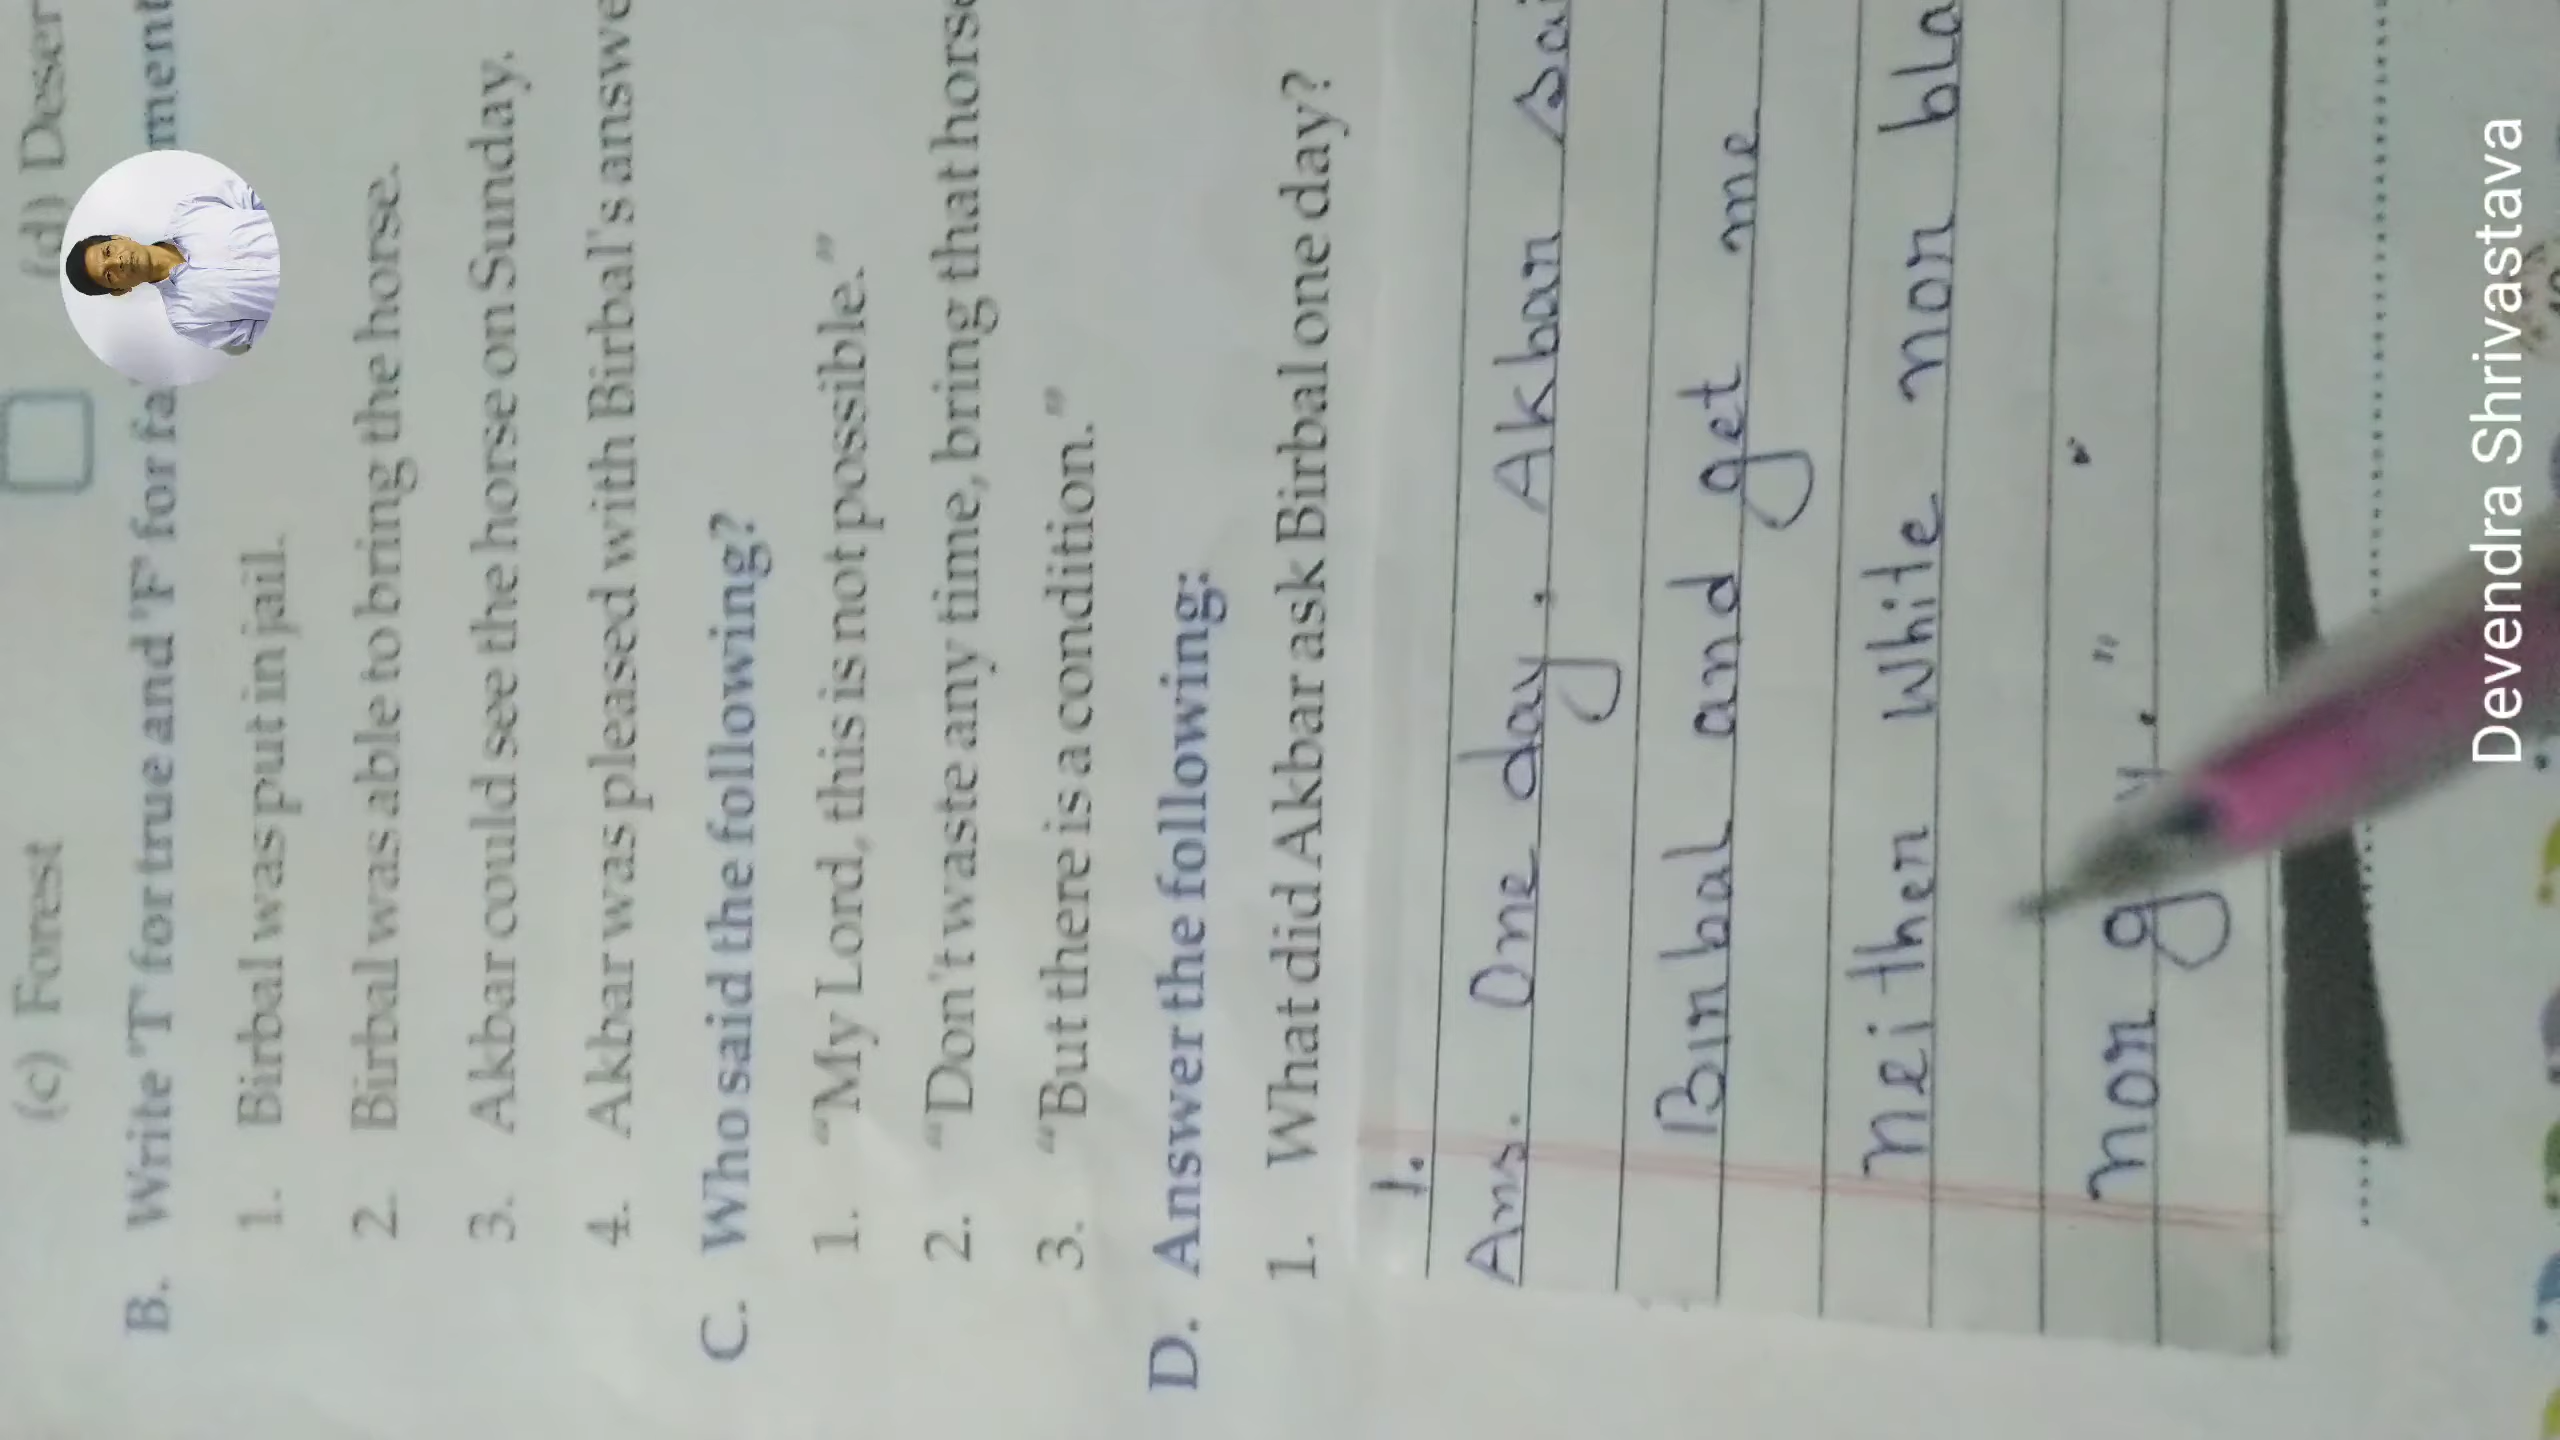 (c) Forest (d) Deser
B. Write 'T' for true and 'F' for fa ment
1. Birbal was put in jail.
2. Birbal was able to bring the horse.
3. Akbar could see the horse on Sunday.
4. Akbar was pleased with Birbal's answe
C. Who said the following?
1. “My Lord, this is not possible.”
2. “Don't waste any time, bring that horse
3. “But there is a condition.”
D. Answer the following:
1. What did Akbar ask Birbal one day?
1.
Ans. One day. Akbar sai
Birbal and get me
neither white nor bla
nor g y."
Devendra Shrivastava